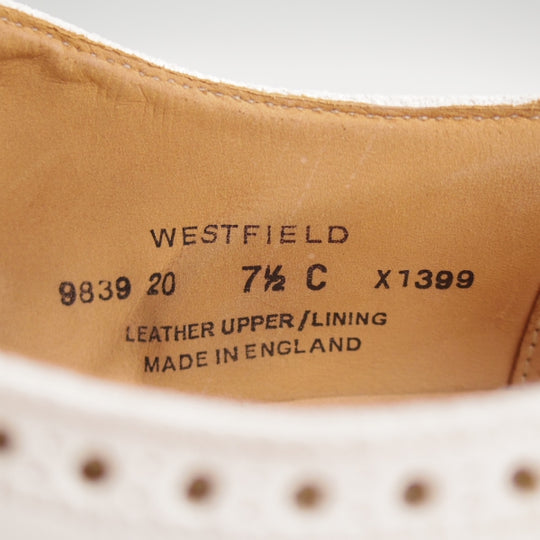 WESTFIELD
9839 20 7½ C X1399
LEATHER UPPER/LINING
MADE IN ENGLAND